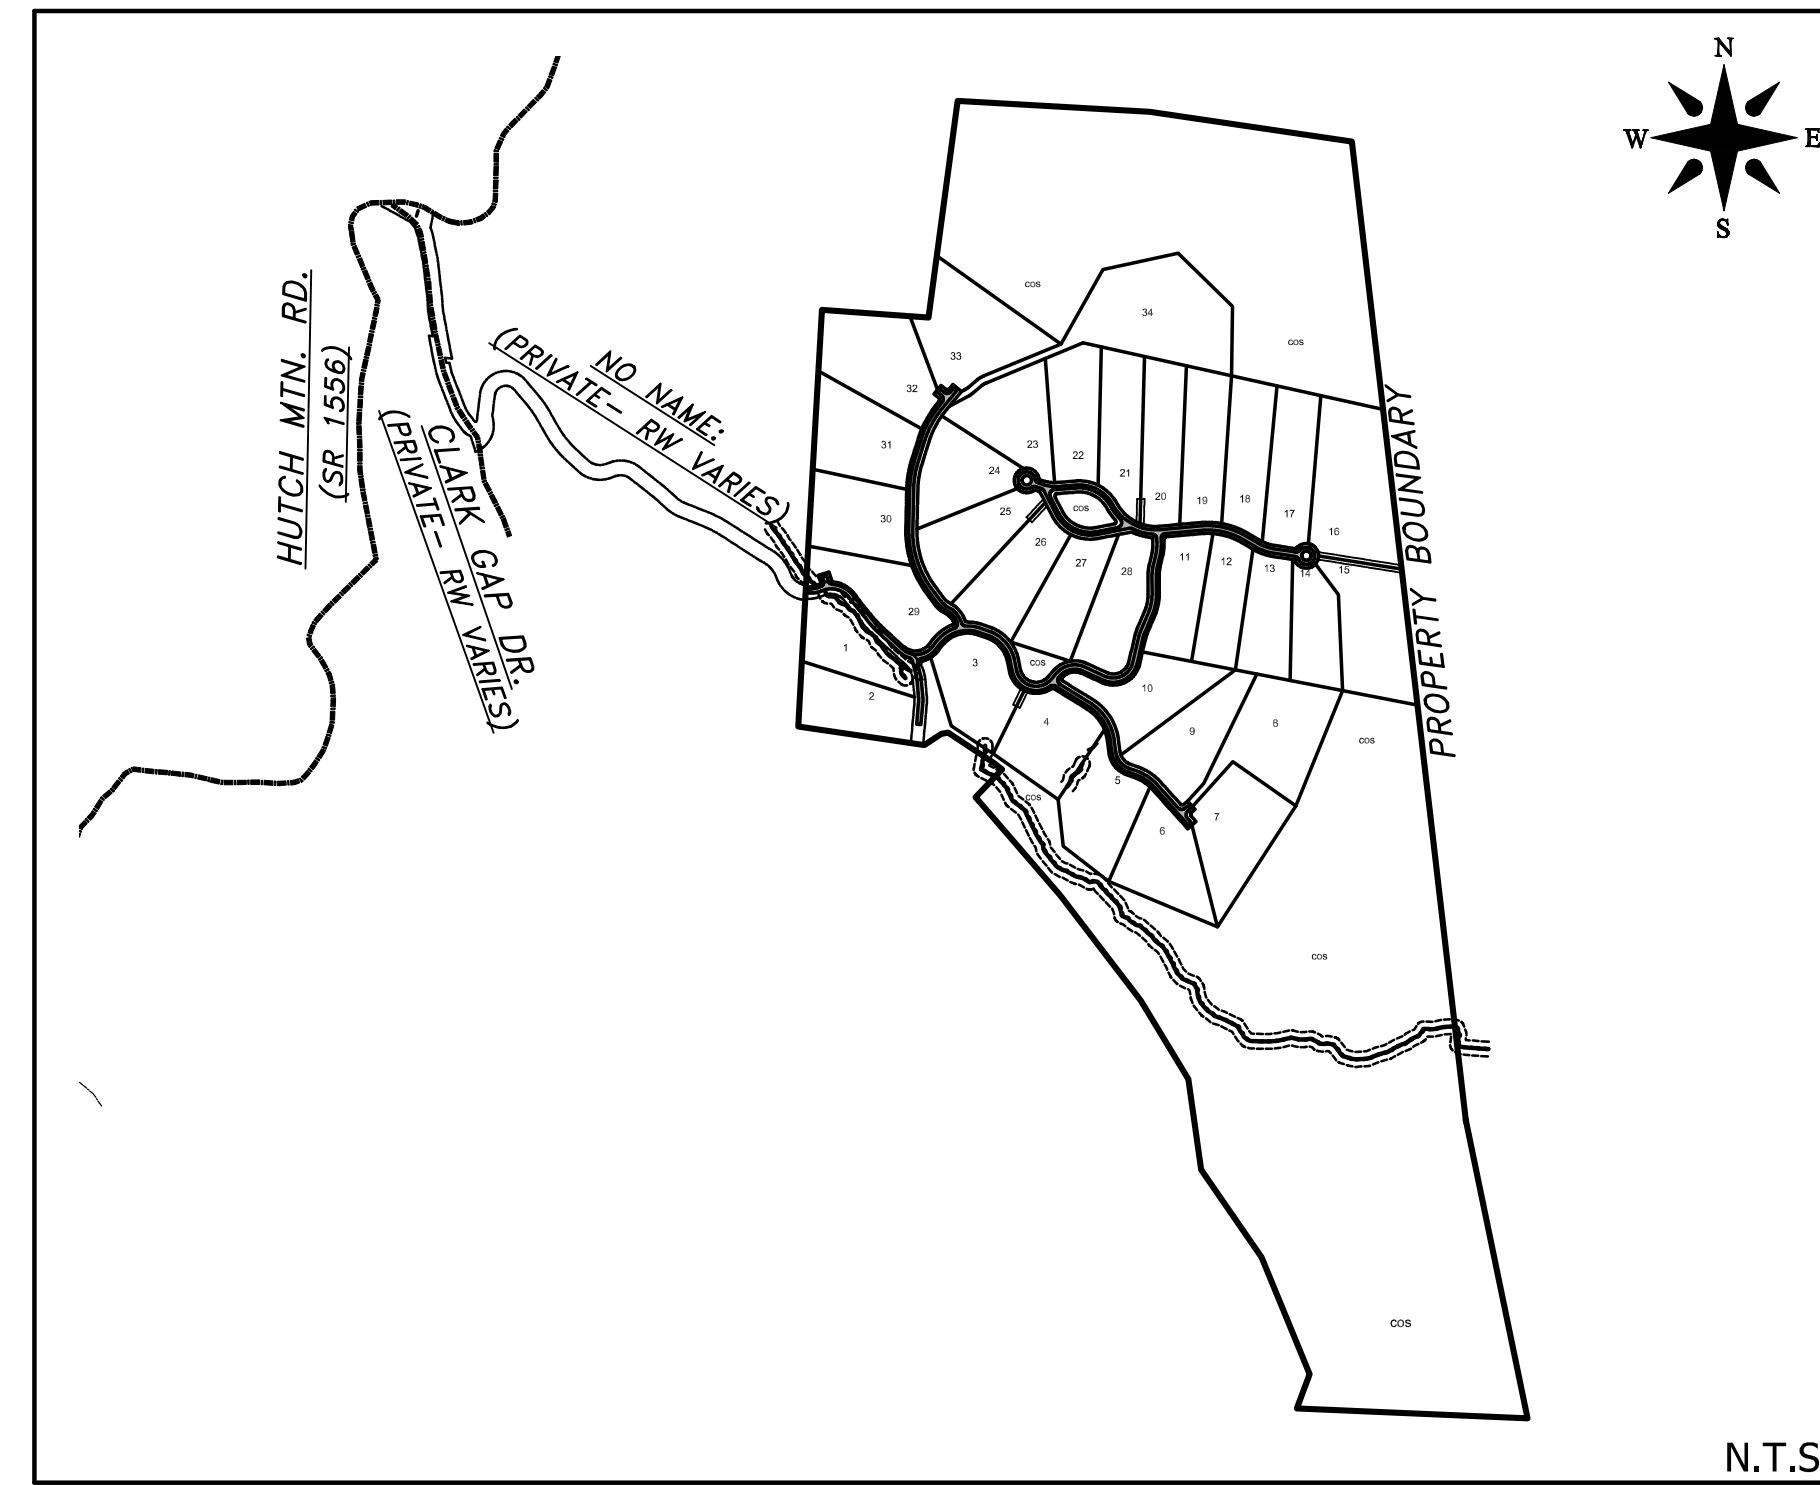 N
W
E
S
HUTCH MTN. RD.
(SR 1556)
CLARK GAP DR.
(PRIVATE- RW VARIES)
NO NAME:
(PRIVATE- RW VARIES)
PROPERTY BOUNDARY
cos
34
cos
33
32
31
23
22
24
21
20
19
18
17
16
25
cos
30
26
27
28
11
12
13
14
15
29
1
3
cos
2
10
4
9
8
cos
5
cos
6
7
cos
cos
N.T.S